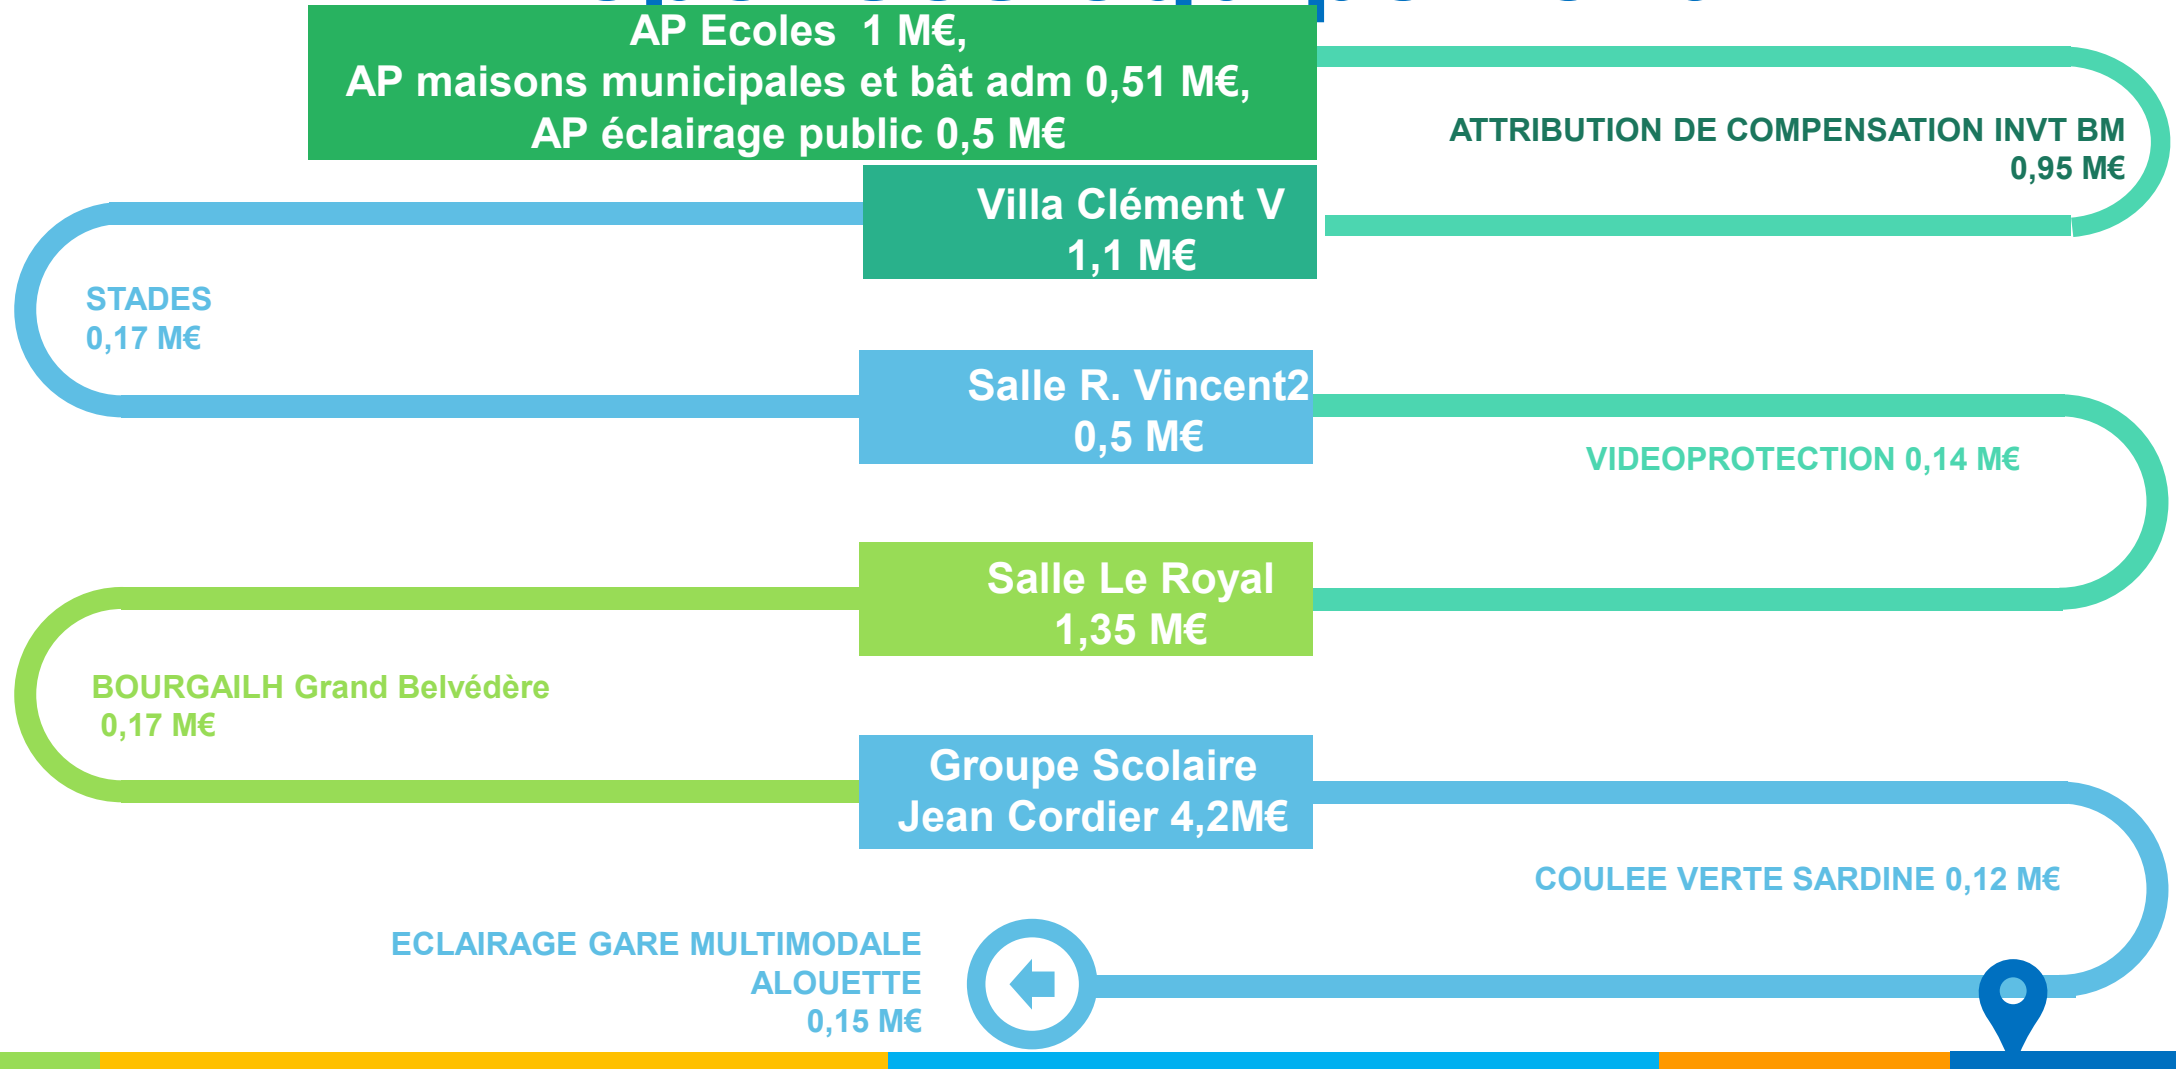 AP Ecoles 1 M€,
AP maisons municipales et bât adm 0,51 M€,
AP éclairage public 0,5 M€
ATTRIBUTION DE COMPENSATION INVT BM
0,95 M€
Villa Clément V
1,1 M€
STADES
0,17 M€
Salle R. Vincent2
0,5 M€
VIDEOPROTECTION 0,14 M€
Salle Le Royal
1,35 M€
BOURGAILH Grand Belvédère
0,17 M€
Groupe Scolaire
Jean Cordier 4,2M€
COULEE VERTE SARDINE 0,12 M€
ECLAIRAGE GARE MULTIMODALE
ALOUETTE
0,15 M€